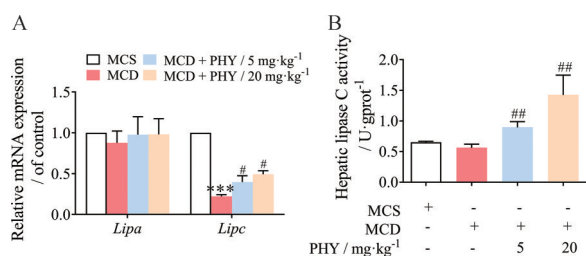 A
MCS
MCD
MCD + PHY / 5 mg·kg-1
MCD + PHY / 20 mg·kg-1
Relative mRNA expression
/ of control
1.5
1.0
0.5
0.0
***
#
#
Lipa
Lipc
B
Hepatic lipase C activity
/ U·gprot-1
2.0
1.5
1.0
0.5
0.0
##
##
MCS + - - -
MCD - + + +
PHY / mg·kg-1 - - 5 20